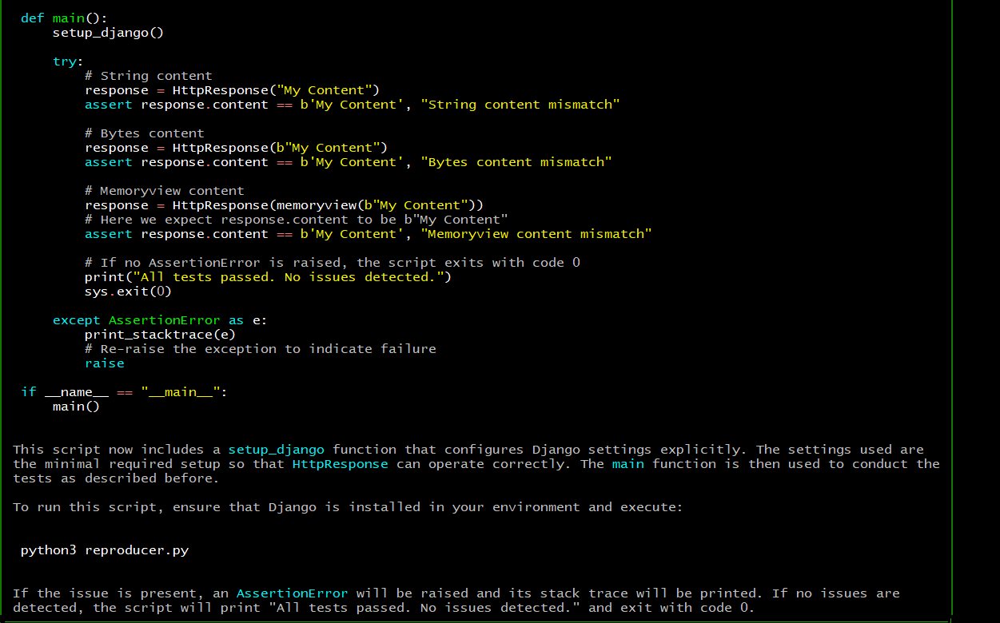 def main():
    setup_django()

    try:
        # String content
        response = HttpResponse("My Content")
        assert response.content == b'My Content', "String content mismatch"

        # Bytes content
        response = HttpResponse(b"My Content")
        assert response.content == b'My Content', "Bytes content mismatch"

        # Memoryview content
        response = HttpResponse(memoryview(b"My Content"))
        # Here we expect response.content to be b"My Content"
        assert response.content == b'My Content', "Memoryview content mismatch"

        # If no AssertionError is raised, the script exits with code 0
        print("All tests passed. No issues detected.")
        sys.exit(0)

    except AssertionError as e:
        print_stacktrace(e)
        # Re-raise the exception to indicate failure
        raise

if __name__ == "__main__":
    main()

This script now includes a setup_django function that configures Django settings explicitly. The settings used are
the minimal required setup so that HttpResponse can operate correctly. The main function is then used to conduct the
tests as described before.

To run this script, ensure that Django is installed in your environment and execute:

python3 reproducer.py

If the issue is present, an AssertionError will be raised and its stack trace will be printed. If no issues are
detected, the script will print "All tests passed. No issues detected." and exit with code 0.